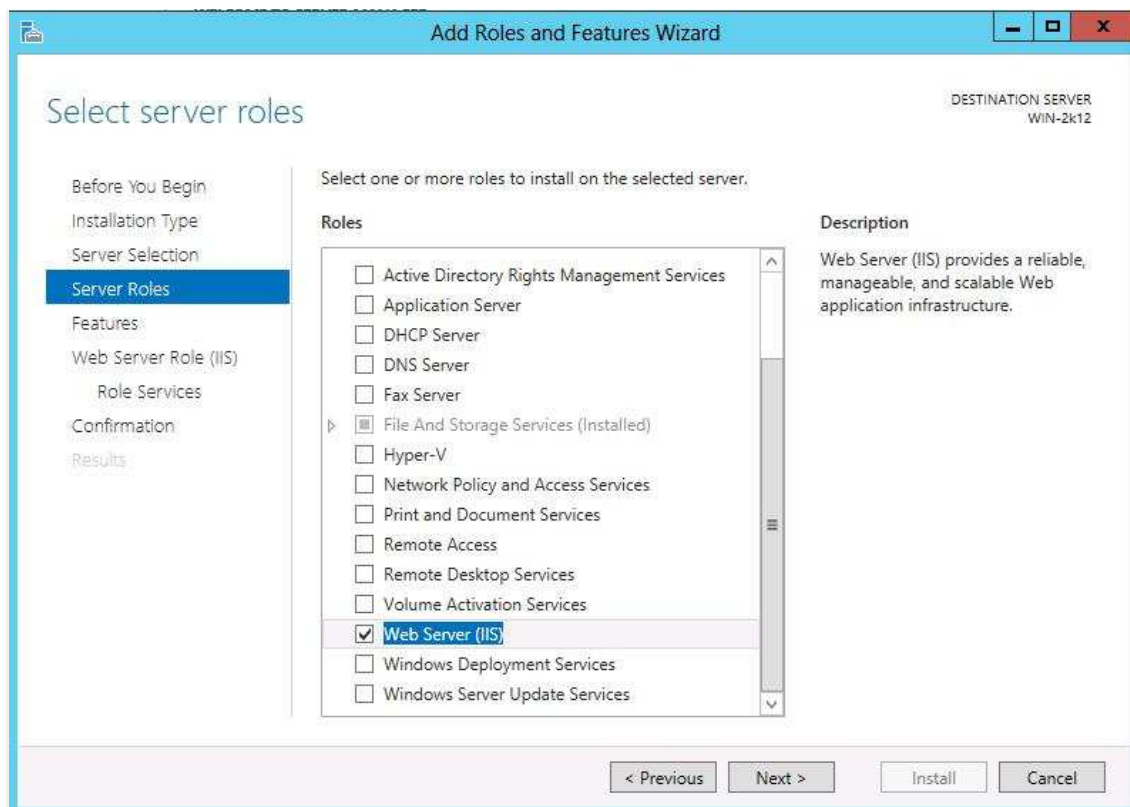 Add Roles and Features Wizard
Select server roles
DESTINATION SERVER
WIN-2k12
Before You Begin
Installation Type
Server Selection
Server Roles
Features
Web Server Role (IIS)
Role Services
Confirmation
Results
Select one or more roles to install on the selected server.
Roles
Active Directory Rights Management Services
Application Server
DHCP Server
DNS Server
Fax Server
File And Storage Services (Installed)
Hyper-V
Network Policy and Access Services
Print and Document Services
Remote Access
Remote Desktop Services
Volume Activation Services
Web Server (IIS)
Windows Deployment Services
Windows Server Update Services
Description
Web Server (IIS) provides a reliable,
manageable, and scalable Web
application infrastructure.
< Previous
Next >
Install
Cancel